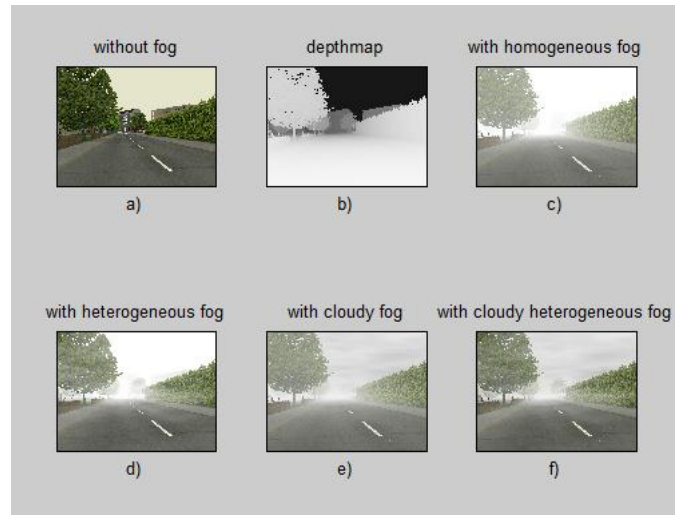 without fog
depthmap
with homogeneous fog
a)
b)
c)
with heterogeneous fog
with cloudy fog
with cloudy heterogeneous fog
d)
e)
f)